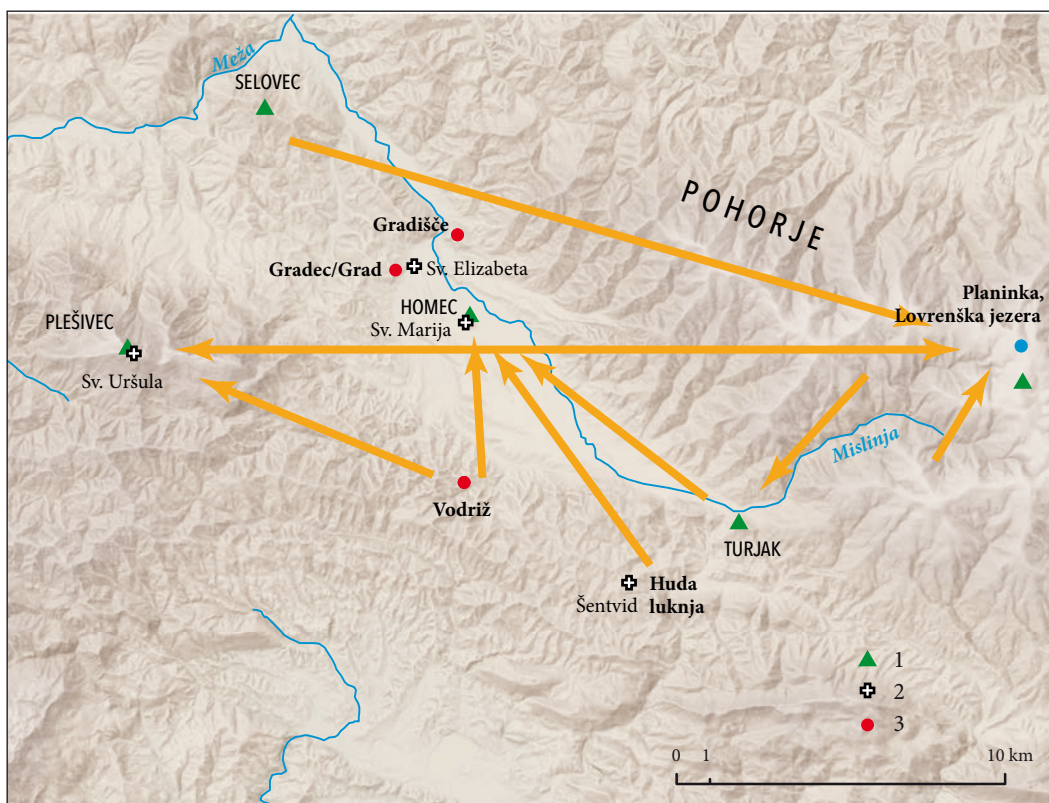 Meža
SELOVEC
POHORJE
Gradišče
Gradec/Grad
Sv. Elizabeta
Planinka,
Lovrenška jezera
HOMEC
Sv. Marija
PLEŠIVEC
Sv. Uršula
Mislinja
Vodriž
TURJAK
Huda
Šentvid luknja
1
2
3
0 1 10 km